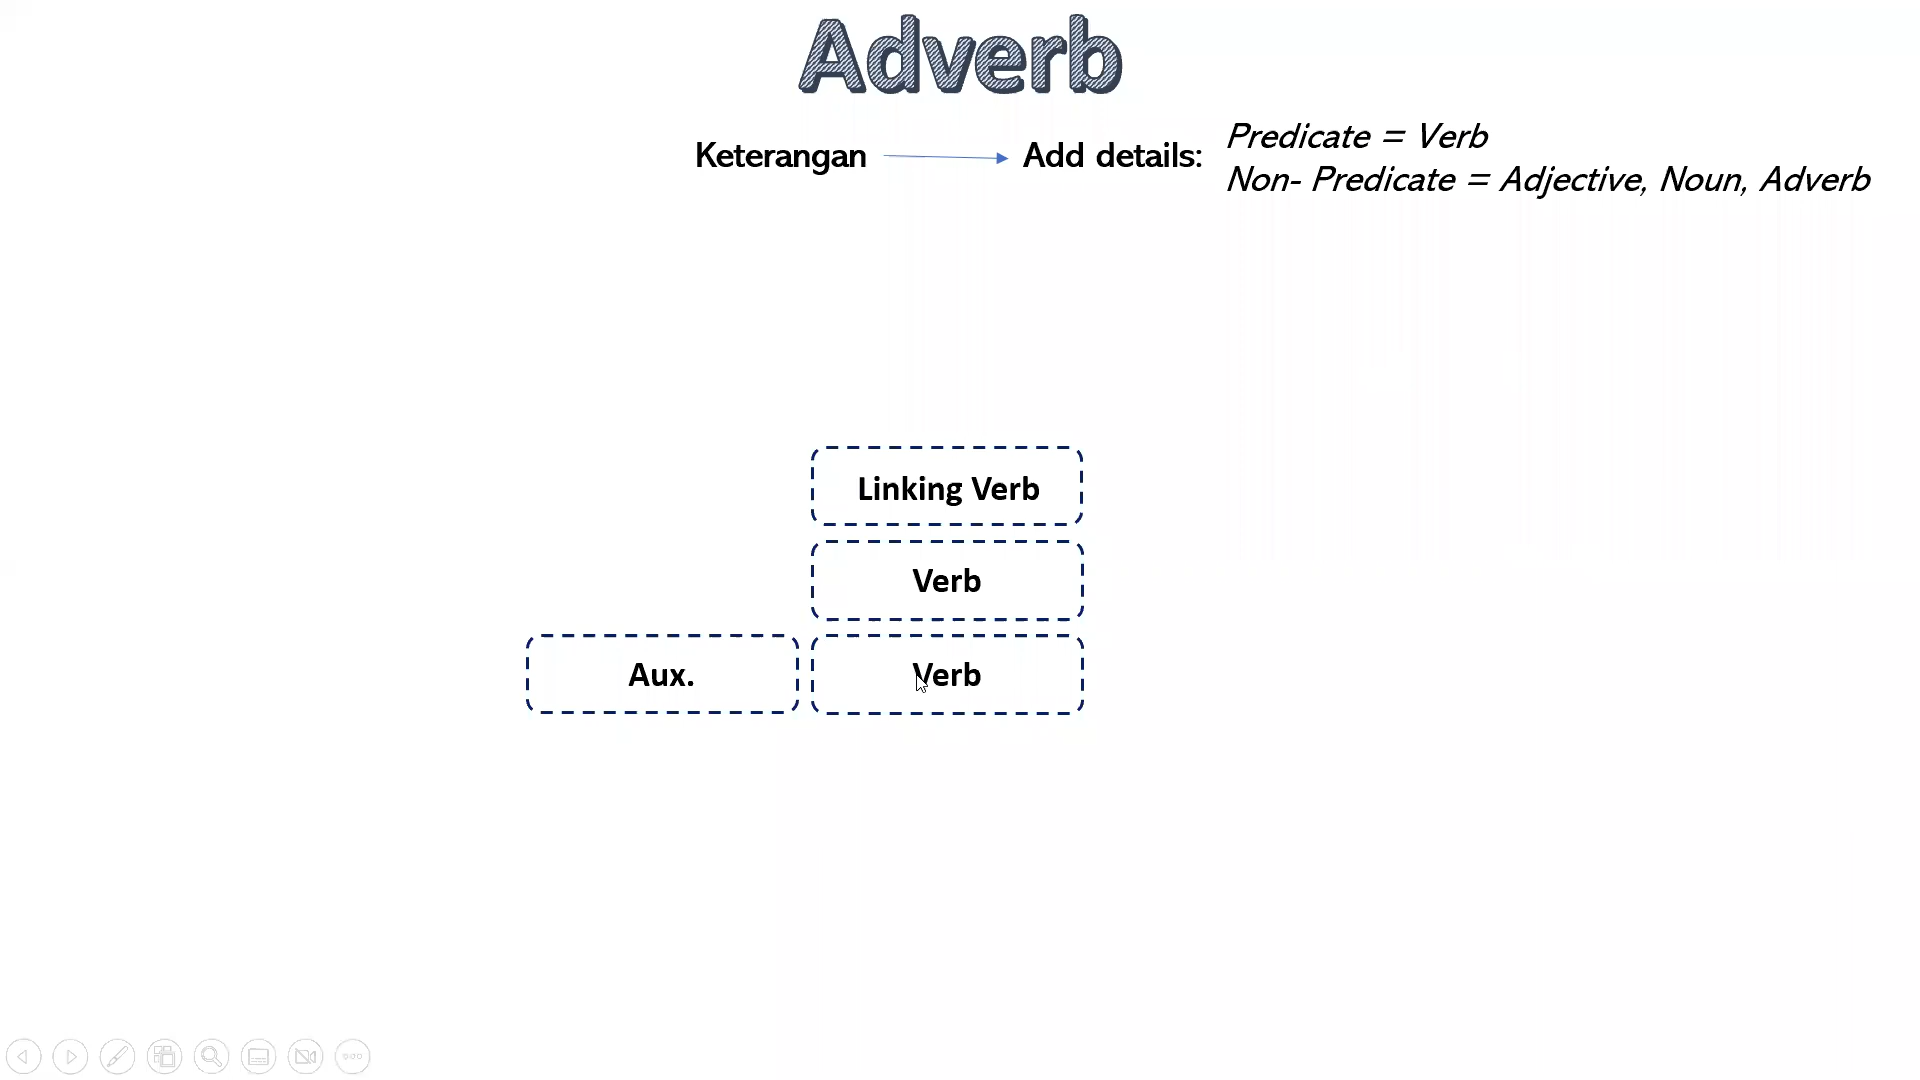 Adverb
Keterangan
Add details:
Predicate = Verb
Non- Predicate = Adjective, Noun, Adverb
Linking Verb
Verb
Aux.
Verb